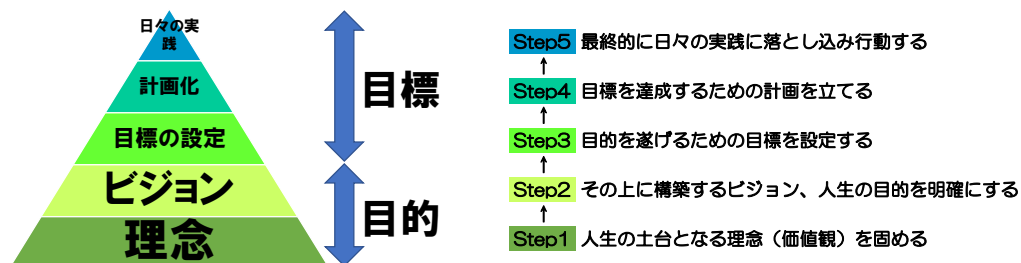 日々の実
践
計画化
目標の設定
ビジョン
理念
目標
目的
Step5 最終的に日々の実践に落とし込み行動する
Step4 目標を達成するための計画を立てる
Step3 目的を遂げるための目標を設定する
Step2 その上に構築するビジョン、人生の目的を明確にする
Step1 人生の土台となる理念（価値観）を固める